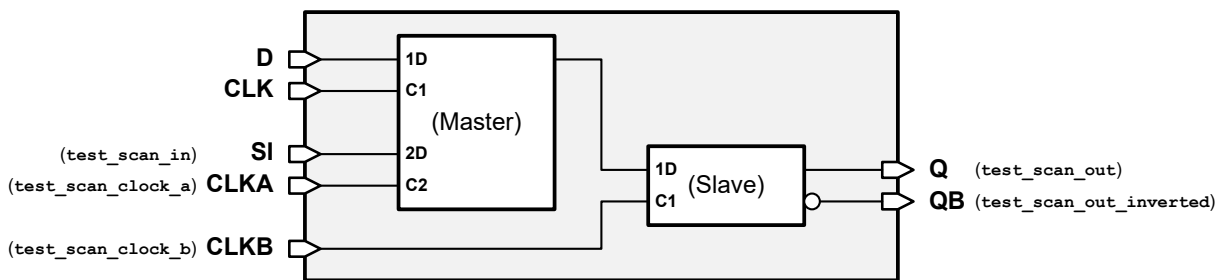 D 1D
CLK C1
(Master)
(test_scan_in) SI 2D
(test_scan_clock_a) CLKA C2
1D (Slave) Q (test_scan_out)
C1 QB (test_scan_out_inverted)
(test_scan_clock_b) CLKB